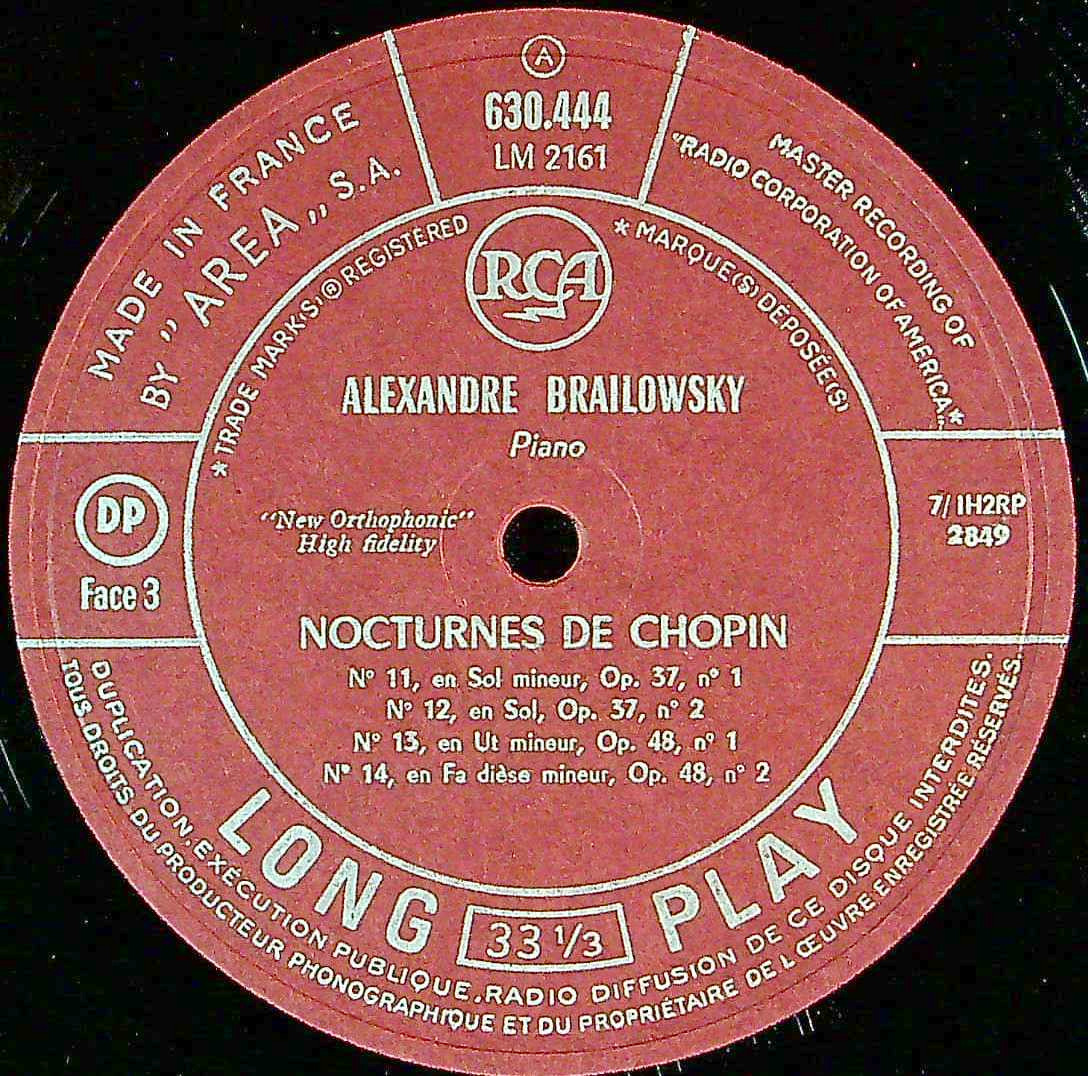 A
630.444
LM 2161
MADE IN FRANCE
BY ,, AREA ,, S.A.
MASTER RECORDING OF
"RADIO CORPORATION OF AMERICA„*
* TRADE MARK(S) ® REGISTERED
* MARQUE(S) DÉPOSÉE(S)
RCA
ALEXANDRE BRAILOWSKY
Piano
"New Orthophonic"
High fidelity
DP
Face 3
7/ 1H2RP
2849
NOCTURNES DE CHOPIN
N° 11, en Sol mineur, Op. 37, n° 1
N° 12, en Sol, Op. 37, n° 2
N° 13, en Ut mineur, Op. 48, n° 1
N° 14, en Fa dièse mineur, Op. 48, n° 2
LONG PLAY
33 1/3
DUPLICATION, EXÉCUTION PUBLIQUE, RADIO DIFFUSION DE CE DISQUE INTERDITES.
TOUS DROITS DU PRODUCTEUR PHONOGRAPHIQUE ET DU PROPRIÉTAIRE DE L'ŒUVRE ENREGISTRÉE RÉSERVÉS.